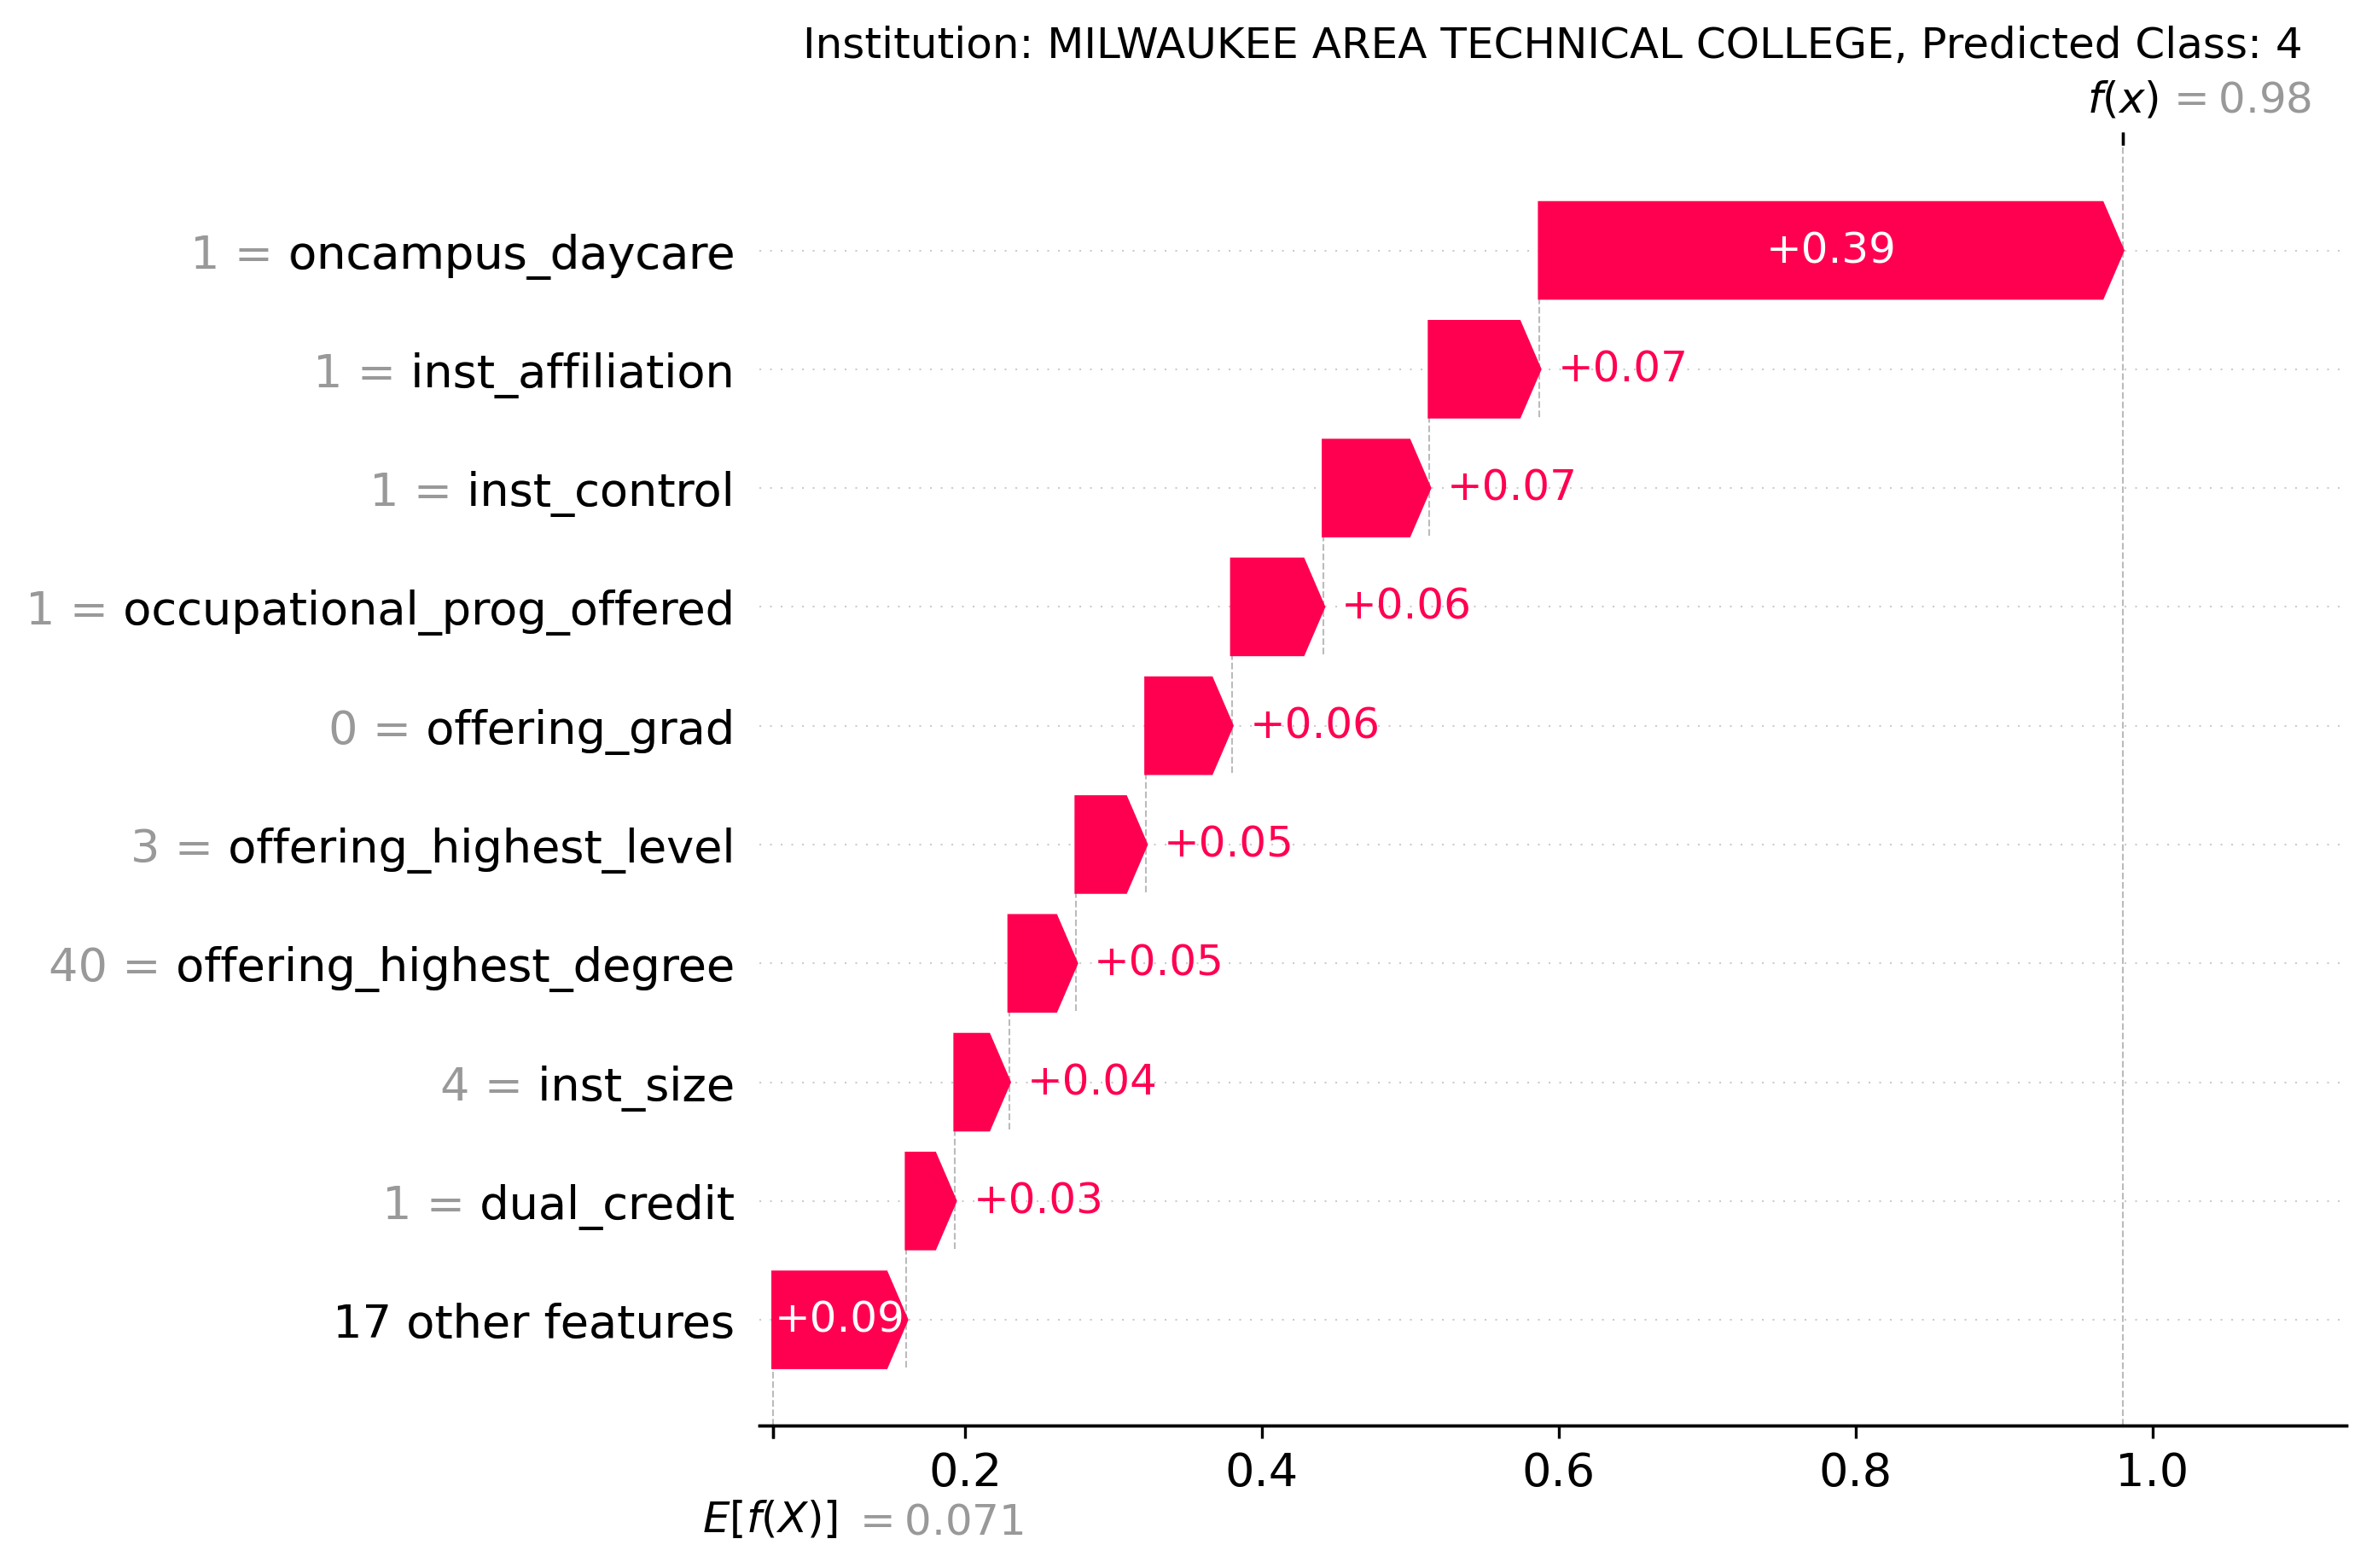 Institution: MILWAUKEE AREA TECHNICAL COLLEGE, Predicted Class: 4
f(x) = 0.98
1 = oncampus_daycare +0.39
1 = inst_affiliation +0.07
1 = inst_control +0.07
1 = occupational_prog_offered +0.06
0 = offering_grad +0.06
3 = offering_highest_level +0.05
40 = offering_highest_degree +0.05
4 = inst_size +0.04
1 = dual_credit +0.03
17 other features +0.09
0.2 0.4 0.6 0.8 1.0
E[f(X)] = 0.071